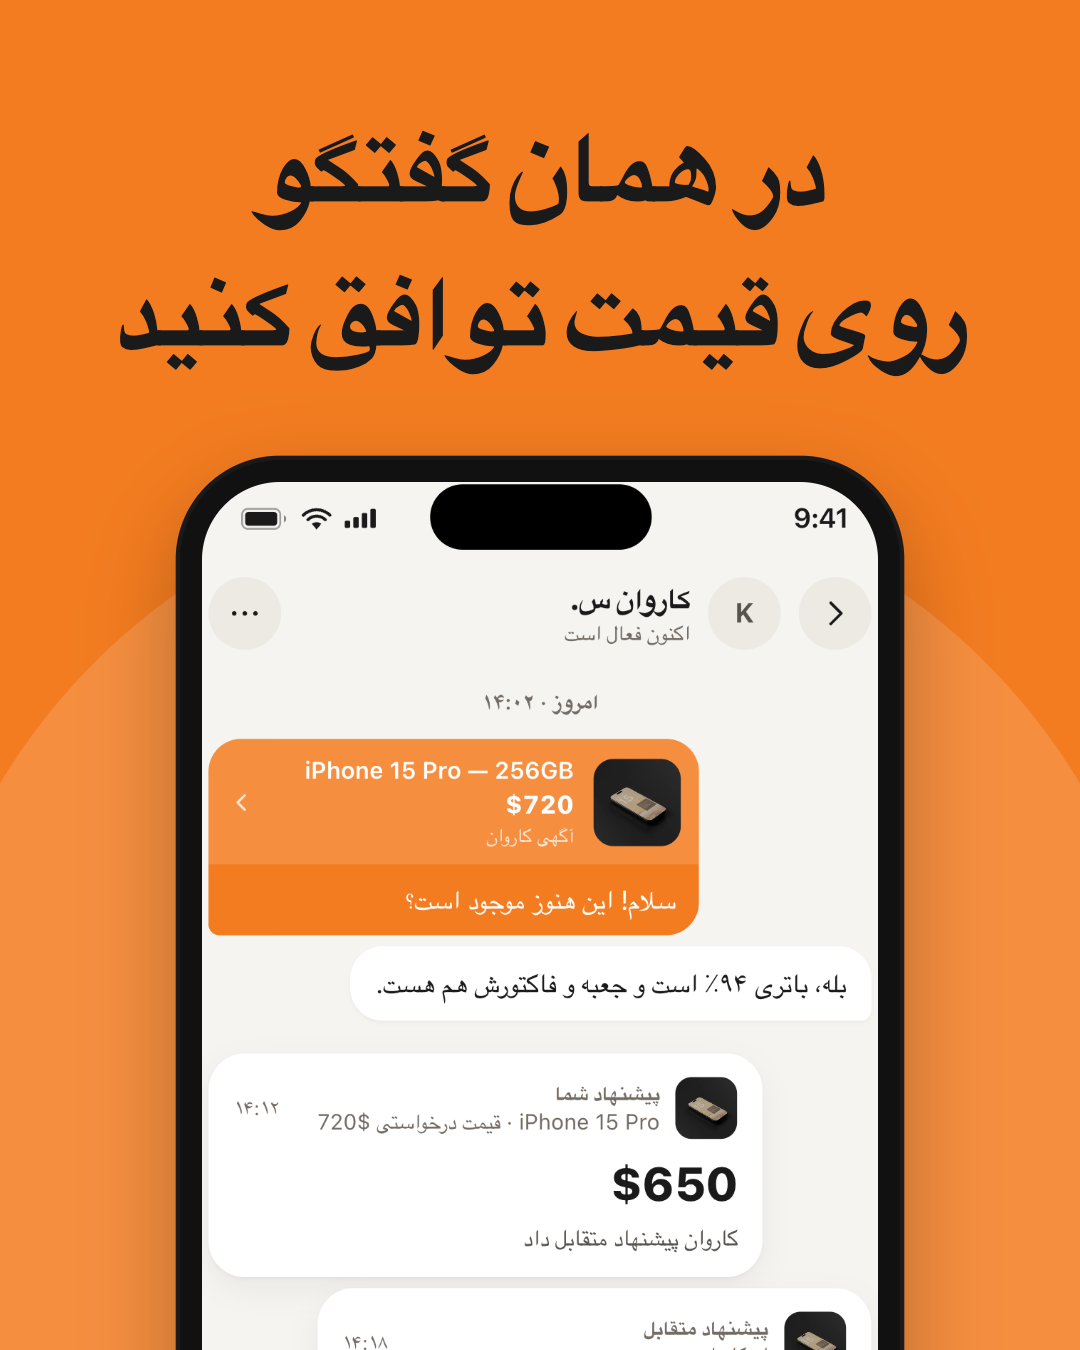 در همان گفتگو
روی قیمت توافق کنید
9:41
کاروان س.
K
اکنون فعال است
امروز · ۱۴:۰۲
iPhone 15 Pro — 256GB
$720
آگهی کاروان
سلام! این هنوز موجود است؟
بله، باتری ۹۴٪ است و جعبه و فاکتورش هم هست.
پیشنهاد شما
iPhone 15 Pro · قیمت درخواستی 720$
۱۴:۱۲
$650
کاروان پیشنهاد متقابل داد
پیشنهاد متقابل
۱۴:۱۸